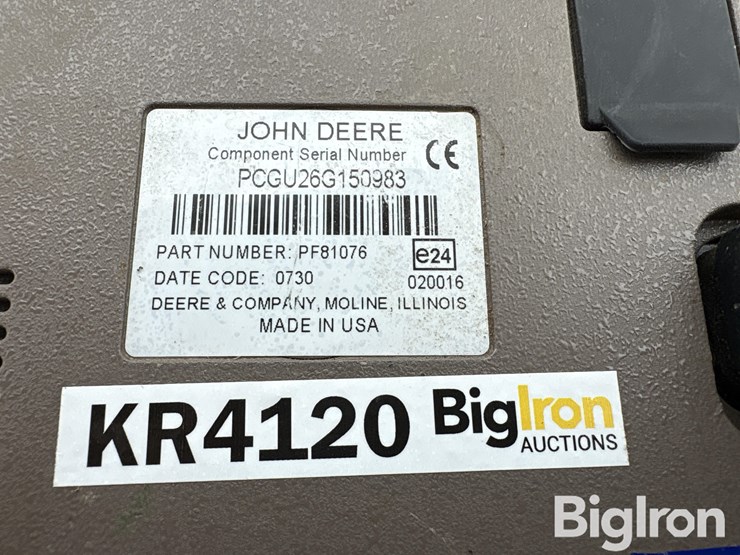 JOHN DEERE
Component Serial Number
CE
PCGU26G150983
PART NUMBER: PF81076
e24
DATE CODE: 0730
020016
DEERE & COMPANY, MOLINE, ILLINOIS
MADE IN USA
KR4120
BigIron
AUCTIONS
BigIron